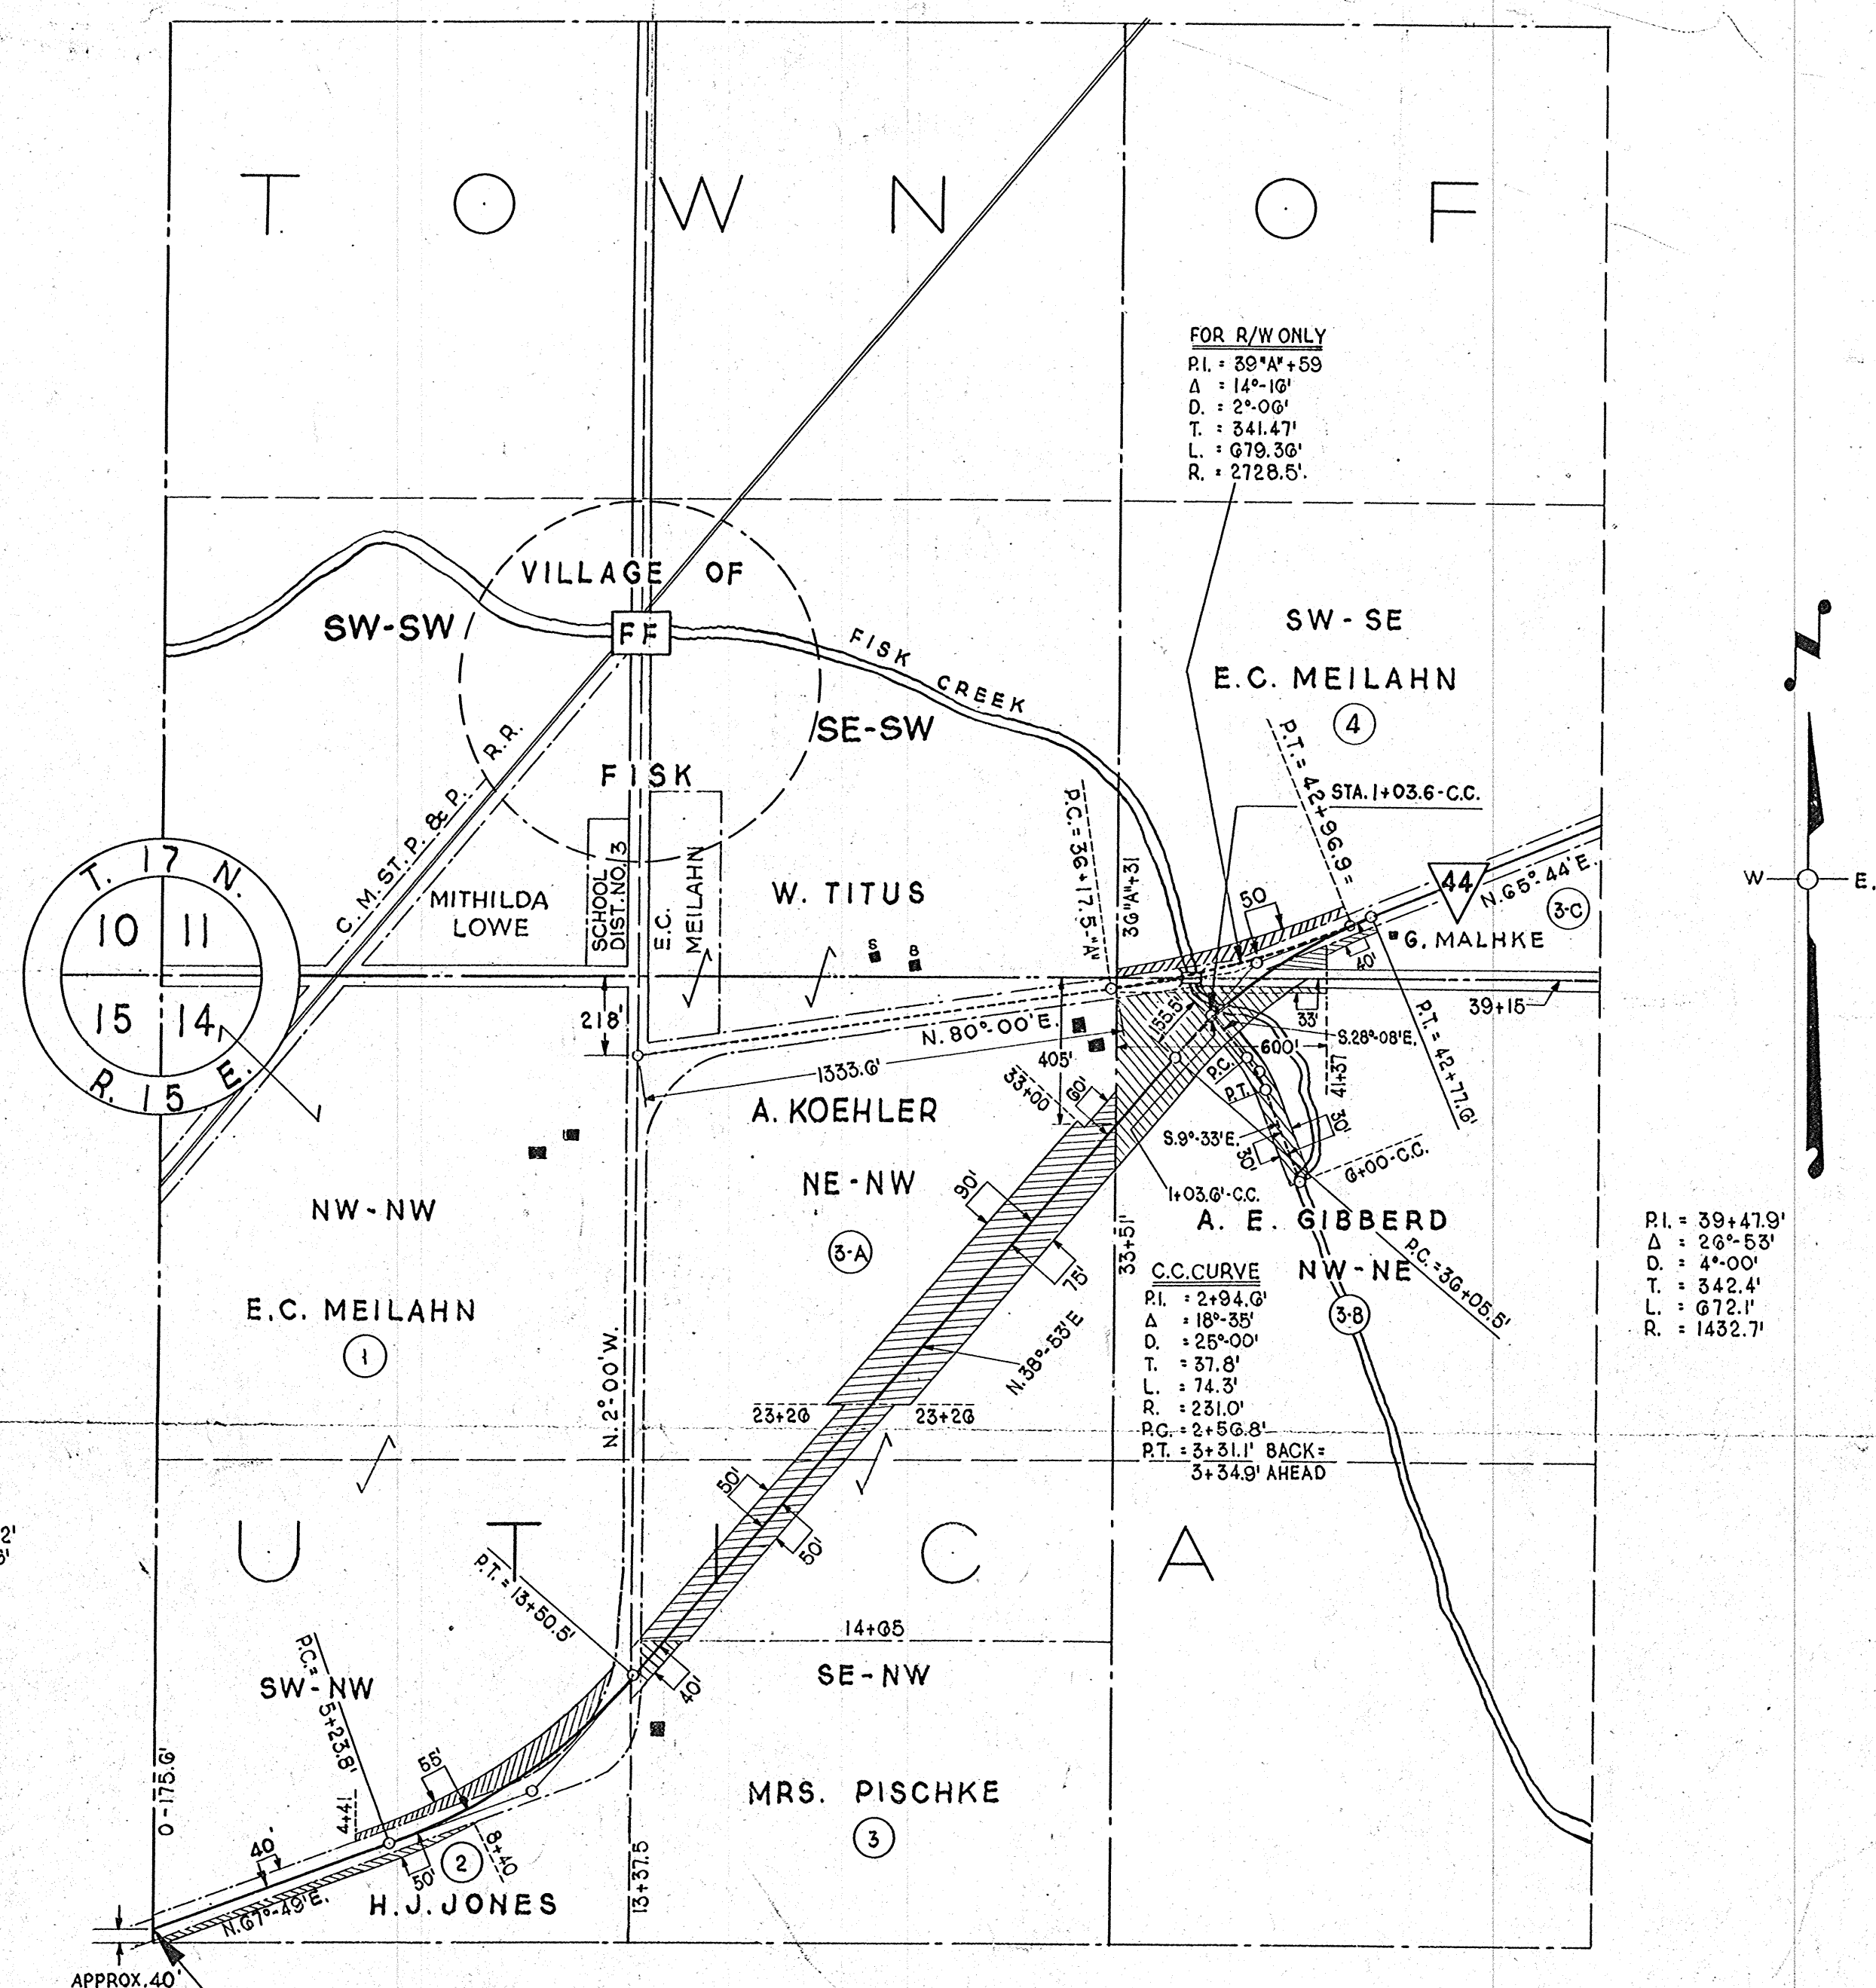 T O W N O F
FOR R/W ONLY
P.I. = 39"A"+59
Δ = 14°-16'
D. = 2°-06'
T. = 341.47'
L. = 679.36'
R. = 2728.5'.
VILLAGE OF
FF
FISK
SW-SW
FISK CREEK
SE-SW
SW - SE
E.C. MEILAHN
4
P.T. = 42+96.9 =
STA. 1+03.6-C.C.
P.C. = 36+17.5 "A"
36"A"+31
C. M. ST. P. & P. R.R.
MITHILDA
LOWE
SCHOOL
DIST. NO. 3
E.C.
MEILAHN
W. TITUS
S
B
50
44
N.65°-44'E.
3-C
G. MALHKE
40'
T. 17 N.
10 11
15 14
R. 15 E.
W E.
218'
N. 80°-00'E.
1333.6'
405'
155.5'
33'
39+15
S.28°-08'E.
600'
41+37
P.T. = 42+77.6'
P.C.
P.T.
33+00
60'
A. KOEHLER
NE-NW
3-A
S.9°-33'E.
30'
30'
6+00-C.C.
1+03.6'-C.C.
A. E. GIBBERD
NW-NE
3-8
P.C. = 36+05.5'
33+51'
90'
75'
NW-NW
E.C. MEILAHN
1
N.38°-53'E
N. 2°-00'W.
23+26 23+26
C.C. CURVE
P.I. = 2+94.6'
Δ = 18°-35'
D. = 25°-00'
T. = 37.8'
L. = 74.3'
R. = 231.0'
P.C. = 2+56.8'
P.T. = 3+31.1' BACK =
3+34.9' AHEAD
P.I. = 39+47.9'
Δ = 26°-53'
D. = 4°-00'
T. = 342.4'
L. = 672.1'
R. = 1432.7'
50'
50'
U T I C A
P.T. = 13+50.5'
14+65
40'
SE-NW
SW-NW
P.C. = 5+23.8'
MRS. PISCHKE
3
0-175.6'
4+41
55'
40'
50'
8+40
2
H.J. JONES
N.67°-49'E.
13+37.5
APPROX. 40'